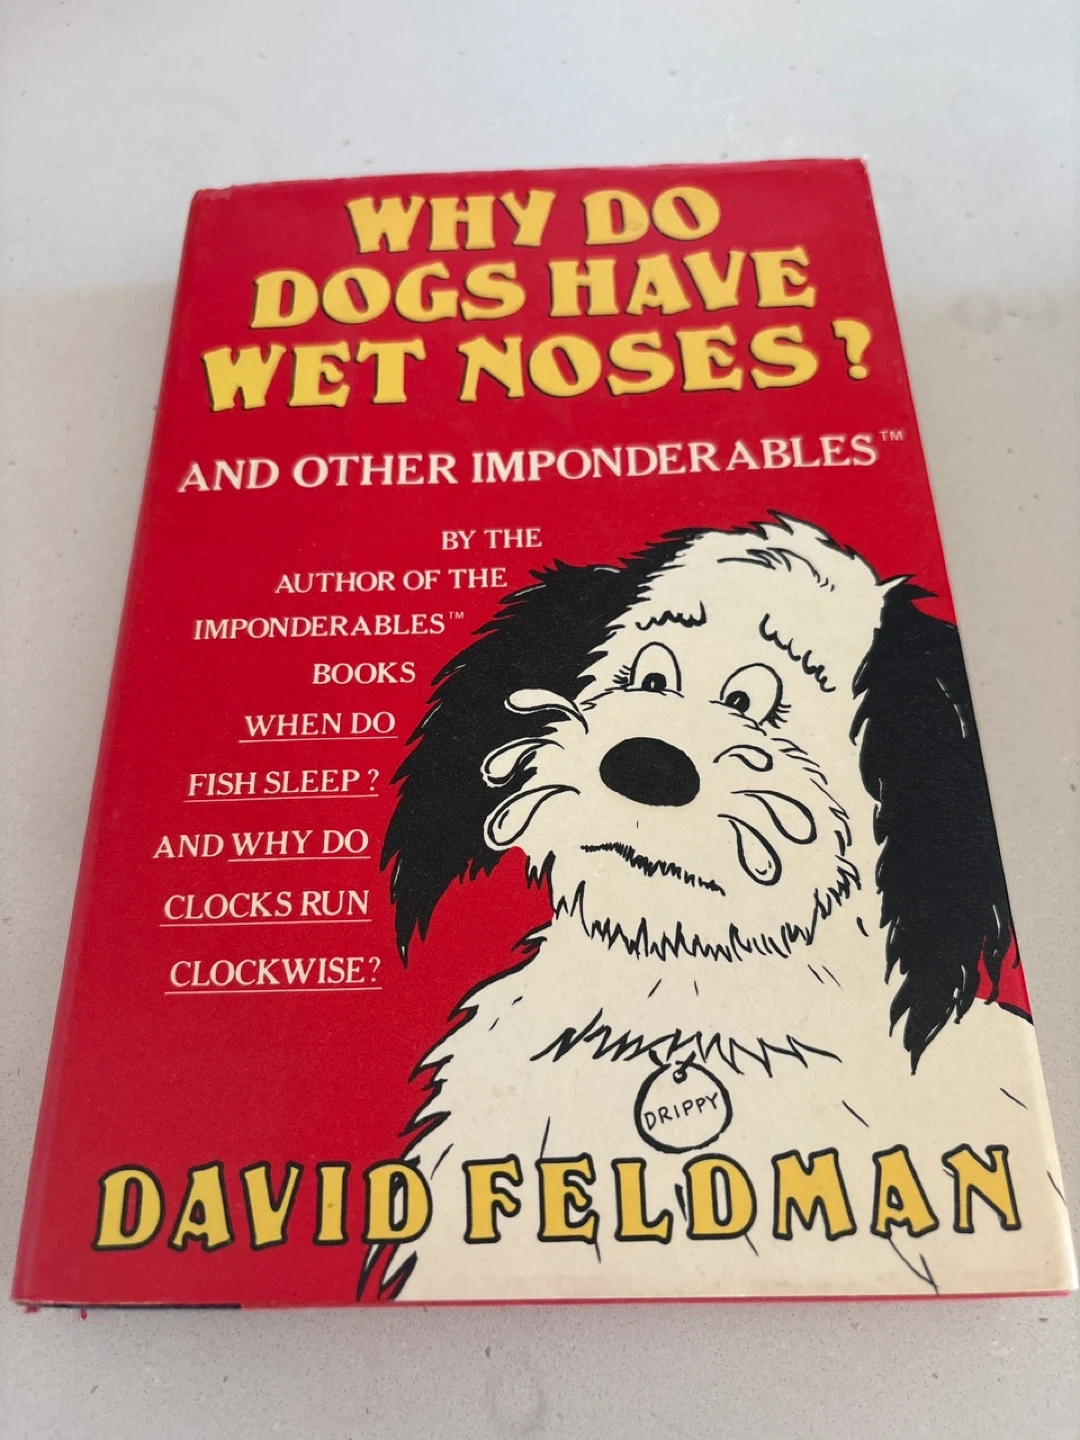 WHY DO
DOGS HAVE
WET NOSES?
AND OTHER IMPONDERABLES™
BY THE
AUTHOR OF THE
IMPONDERABLES™
BOOKS
WHEN DO
FISH SLEEP?
AND WHY DO
CLOCKS RUN
CLOCKWISE?
DRIPPY
DAVID FELDMAN